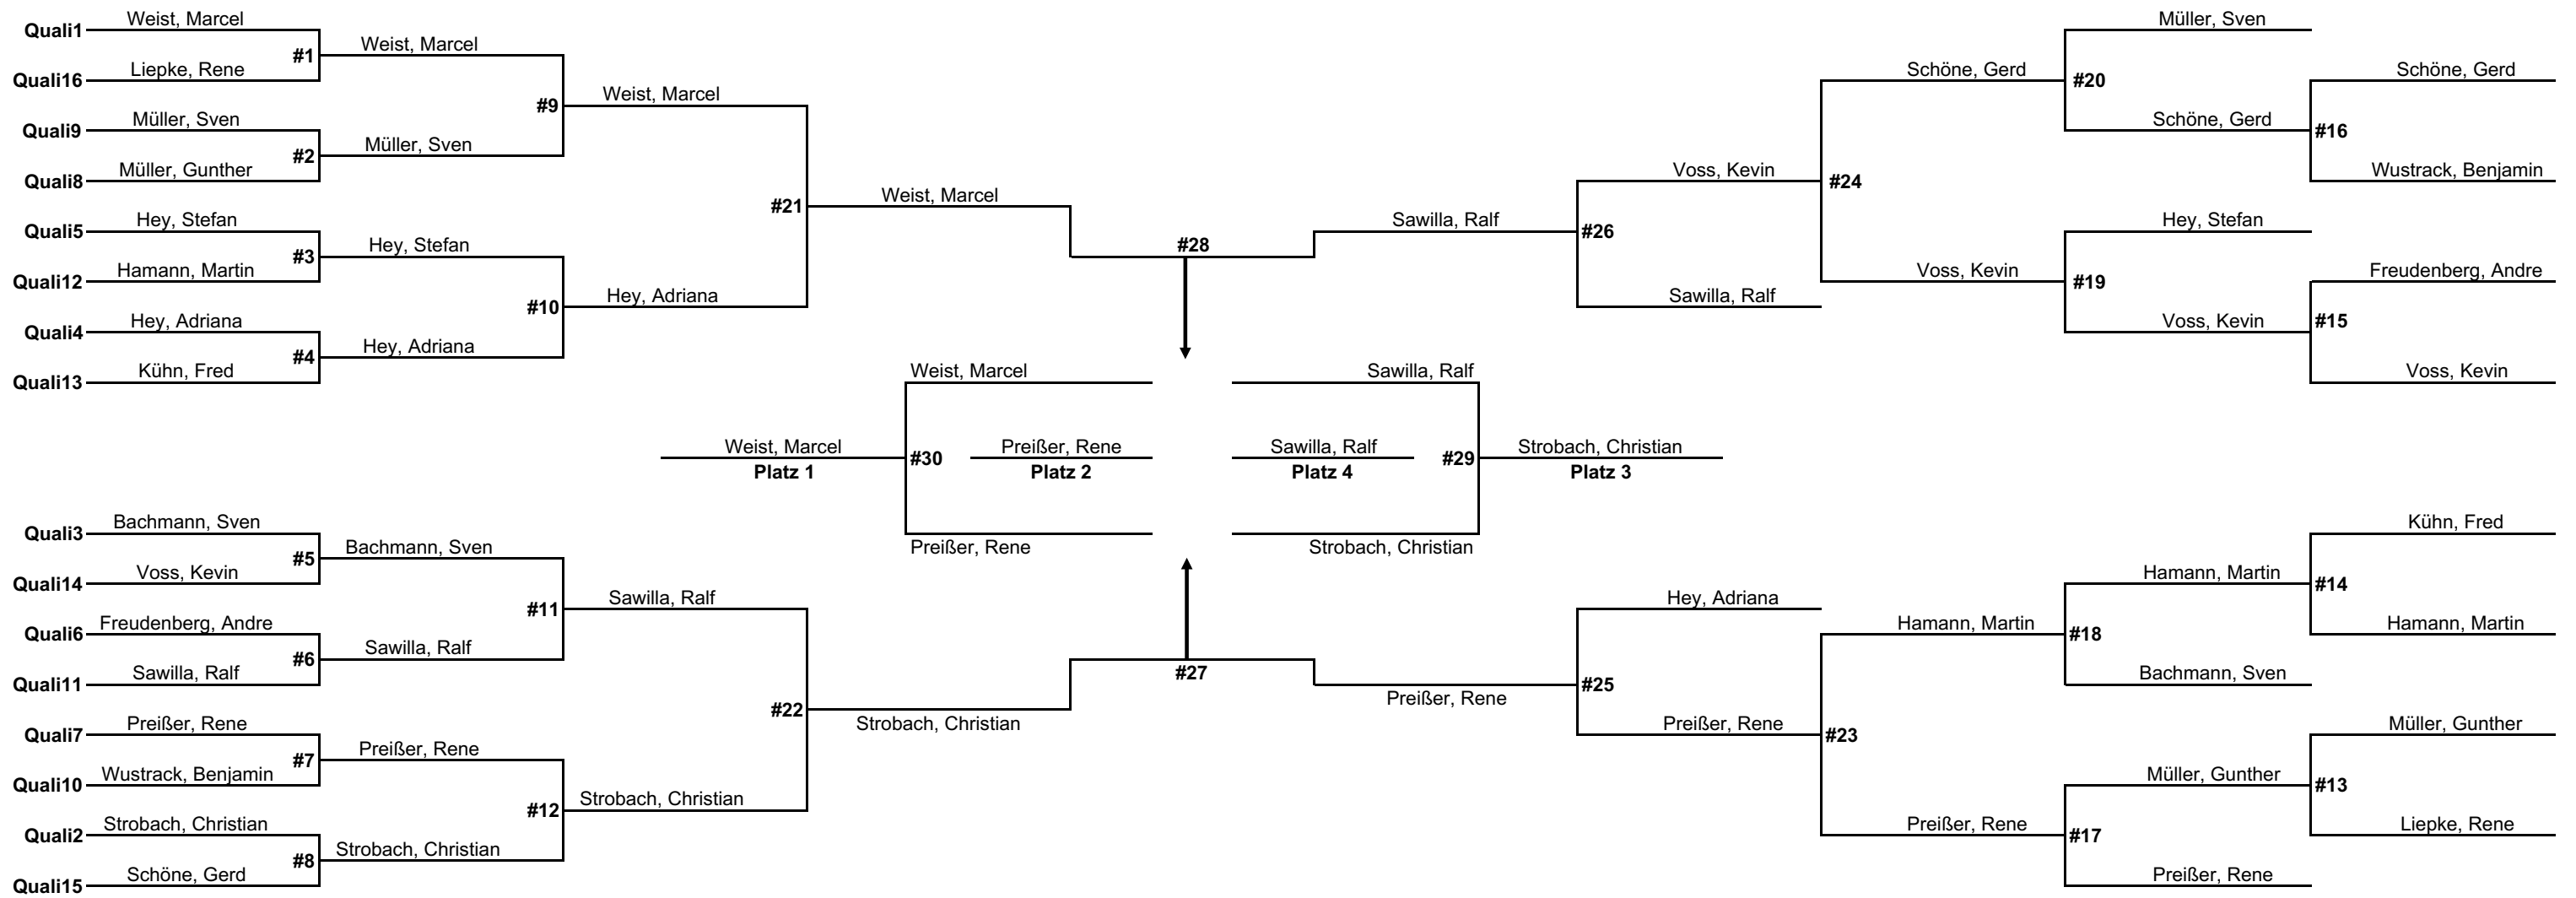 Weist, Marcel
Müller, Sven
Quali1
Weist, Marcel
#1
Liepke, Rene
Schöne, Gerd
#20
Schöne, Gerd
Quali16
Weist, Marcel
#9
Müller, Sven
Schöne, Gerd
#16
Quali9
Müller, Sven
#2
Müller, Gunther
Voss, Kevin
Wustrack, Benjamin
Quali8
#24
Weist, Marcel
#21
Hey, Stefan
Sawilla, Ralf
Hey, Stefan
Quali5
#26
Hey, Stefan
#28
#3
Hamann, Martin
Voss, Kevin
Freudenberg, Andre
Quali12
#19
Hey, Adriana
Sawilla, Ralf
#10
Hey, Adriana
Voss, Kevin
#15
Quali4
Hey, Adriana
#4
Kühn, Fred
Weist, Marcel
Sawilla, Ralf
Voss, Kevin
Quali13
Weist, Marcel
#30
Preißer, Rene
Sawilla, Ralf
#29
Strobach, Christian
Platz 1
Platz 2
Platz 4
Platz 3
Bachmann, Sven
Kühn, Fred
Quali3
Bachmann, Sven
Preißer, Rene
Strobach, Christian
#5
Voss, Kevin
Hamann, Martin
#14
Quali14
Sawilla, Ralf
Hey, Adriana
#11
Freudenberg, Andre
Hamann, Martin
Hamann, Martin
Quali6
#18
Sawilla, Ralf
#6
Sawilla, Ralf
#27
Bachmann, Sven
Quali11
#25
Preißer, Rene
#22
Strobach, Christian
Preißer, Rene
Preißer, Rene
Müller, Gunther
Quali7
#23
Preißer, Rene
#7
Wustrack, Benjamin
Müller, Gunther
#13
Quali10
Strobach, Christian
#12
Strobach, Christian
Preißer, Rene
Liepke, Rene
Quali2
#17
Strobach, Christian
#8
Schöne, Gerd
Preißer, Rene
Quali15